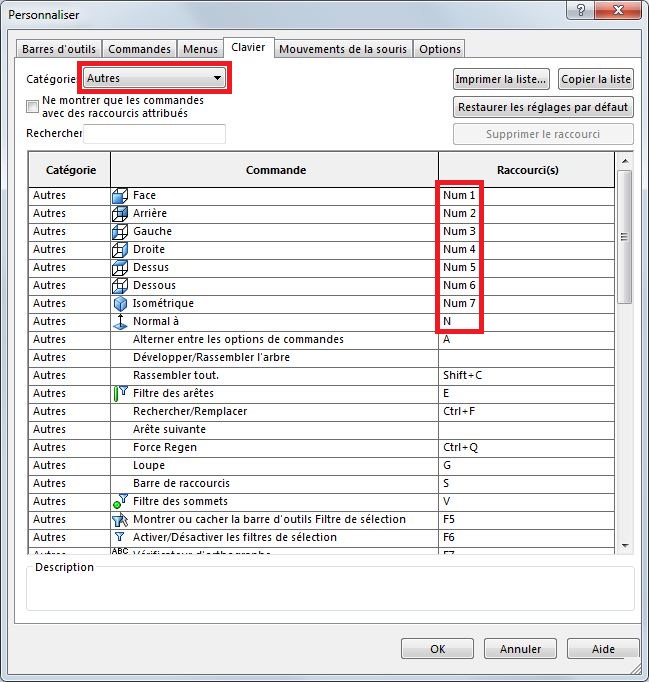 Personnaliser
?
Barres d'outils Commandes Menus Clavier Mouvements de la souris Options
Catégorie: Autres Imprimer la liste... Copier la liste
Ne montrer que les commandes
avec des raccourcis attribués
Restaurer les réglages par défaut
Rechercher Supprimer le raccourci
Catégorie Commande Raccourci(s)
Autres Face Num 1
Autres Arrière Num 2
Autres Gauche Num 3
Autres Droite Num 4
Autres Dessus Num 5
Autres Dessous Num 6
Autres Isométrique Num 7
Autres Normal à N
Autres Alterner entre les options de commandes A
Autres Développer/Rassembler l'arbre
Autres Rassembler tout. Shift+C
Autres Filtre des arêtes E
Autres Rechercher/Remplacer Ctrl+F
Autres Arête suivante
Autres Force Regen Ctrl+Q
Autres Loupe G
Autres Barre de raccourcis S
Autres Filtre des sommets V
Autres Montrer ou cacher la barre d'outils Filtre de sélection F5
Autres Activer/Désactiver les filtres de sélection F6
Autres ABC Vérificateur d'orthographe F7
Description
OK Annuler Aide